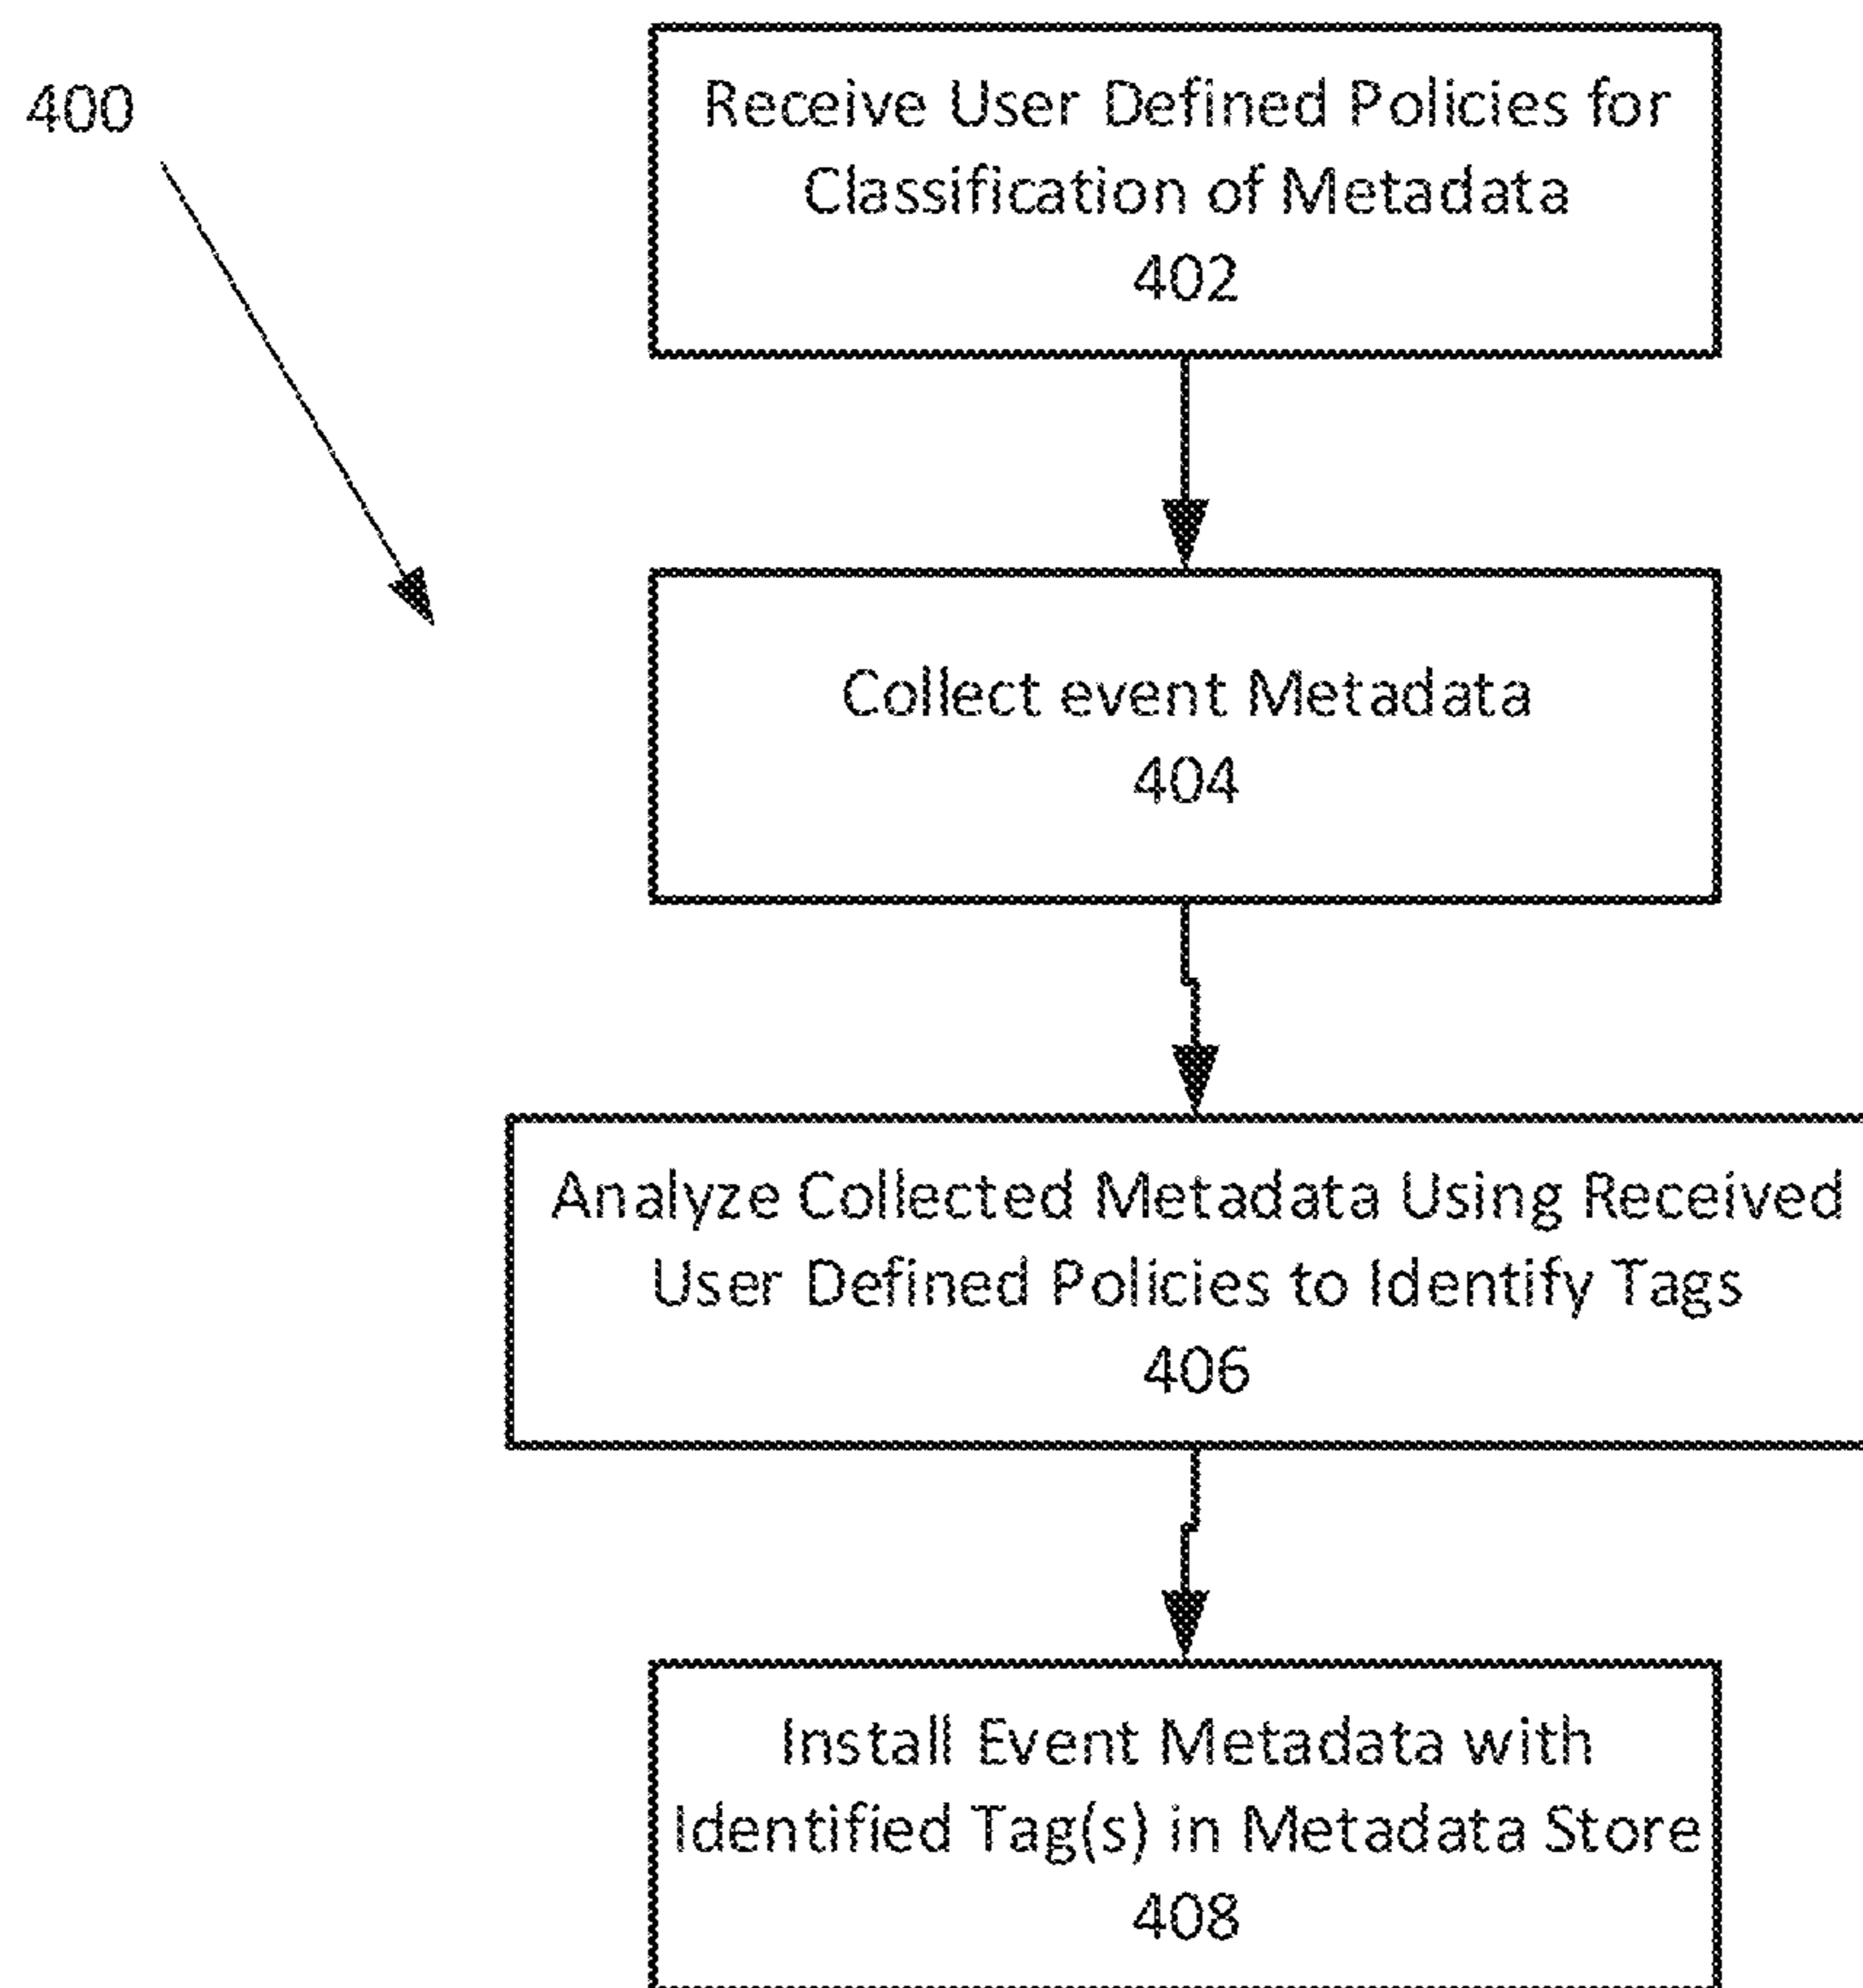 400
Receive User Defined Policies for
Classification of Metadata
402
Collect event Metadata
404
Analyze Collected Metadata Using Received
User Defined Policies to Identify Tags
406
Install Event Metadata with
Identified Tag(s) in Metadata Store
408